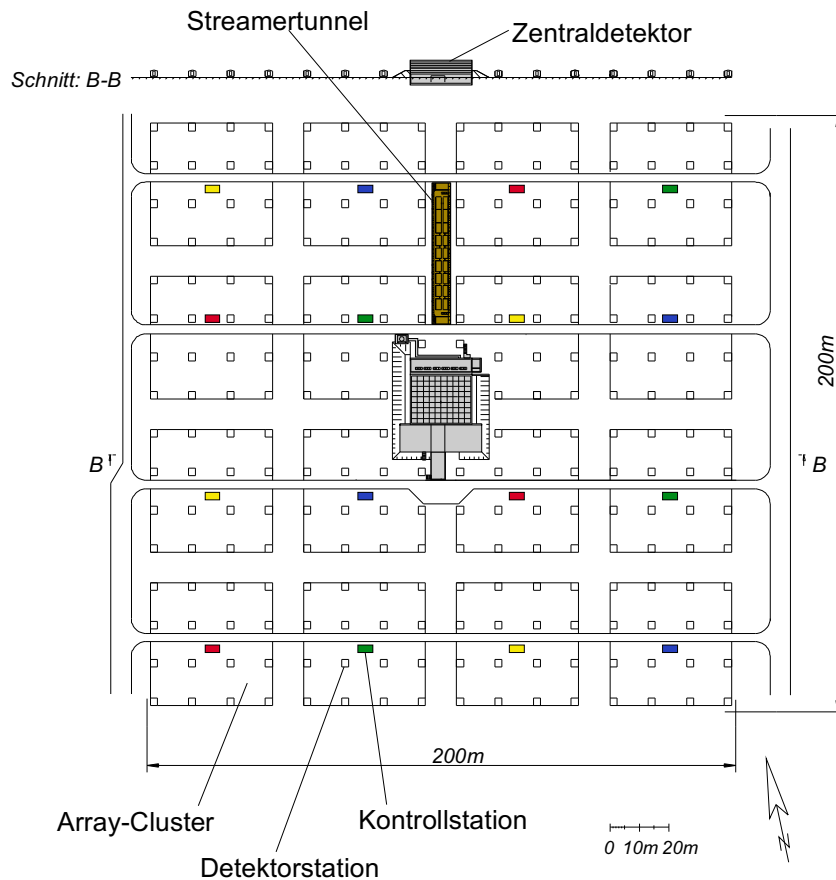 Streamertunnel
Zentraldetektor
Schnitt: B-B
200m
B
B
200m
Array-Cluster
Kontrollstation
Detektorstation
0 10m 20m
N